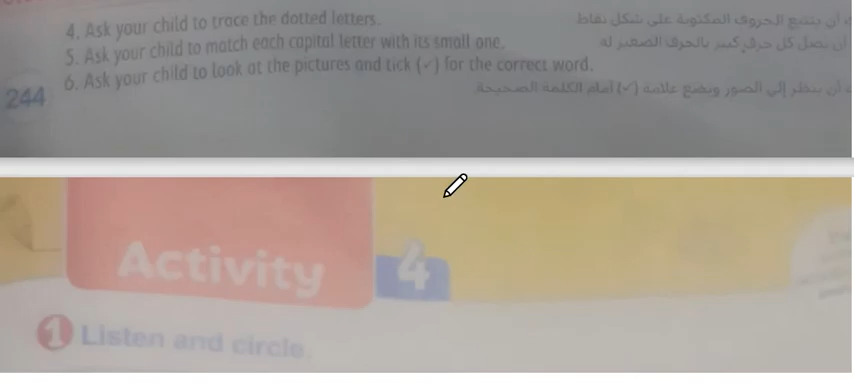 4. Ask your child to trace the dotted letters.
أن يتتبع الحروف المكتوبة على شكل نقاط
5. Ask your child to match each capital letter with its small one.
أن يصل كل حرف كبير بالحرف الصغير له
6. Ask your child to look at the pictures and tick (✓) for the correct word.
أن ينظر إلى الصور ويضع علامة (✓) أمام الكلمة الصحيحة
244
Activity 4
1 Listen and circle.